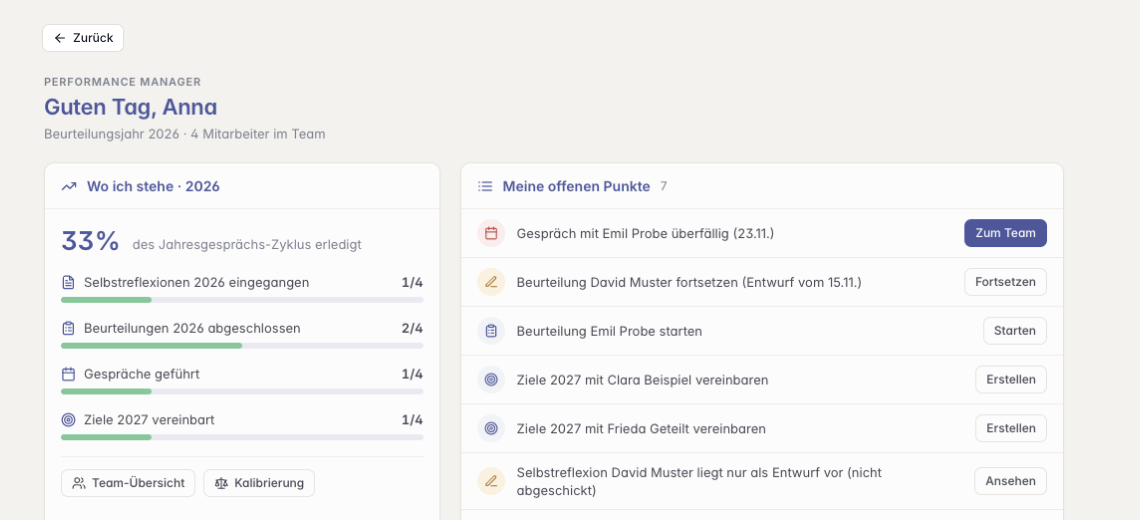 Zurück
PERFORMANCE MANAGER
Guten Tag, Anna
Beurteilungsjahr 2026 · 4 Mitarbeiter im Team
Wo ich stehe · 2026
33% des Jahresgesprächs-Zyklus erledigt
Selbstreflexionen 2026 eingegangen 1/4
Beurteilungen 2026 abgeschlossen 2/4
Gespräche geführt 1/4
Ziele 2027 vereinbart 1/4
Team-Übersicht Kalibrierung
Meine offenen Punkte 7
Gespräch mit Emil Probe überfällig (23.11.) Zum Team
Beurteilung David Muster fortsetzen (Entwurf vom 15.11.) Fortsetzen
Beurteilung Emil Probe starten Starten
Ziele 2027 mit Clara Beispiel vereinbaren Erstellen
Ziele 2027 mit Frieda Geteilt vereinbaren Erstellen
Selbstreflexion David Muster liegt nur als Entwurf vor (nicht
abgeschickt) Ansehen